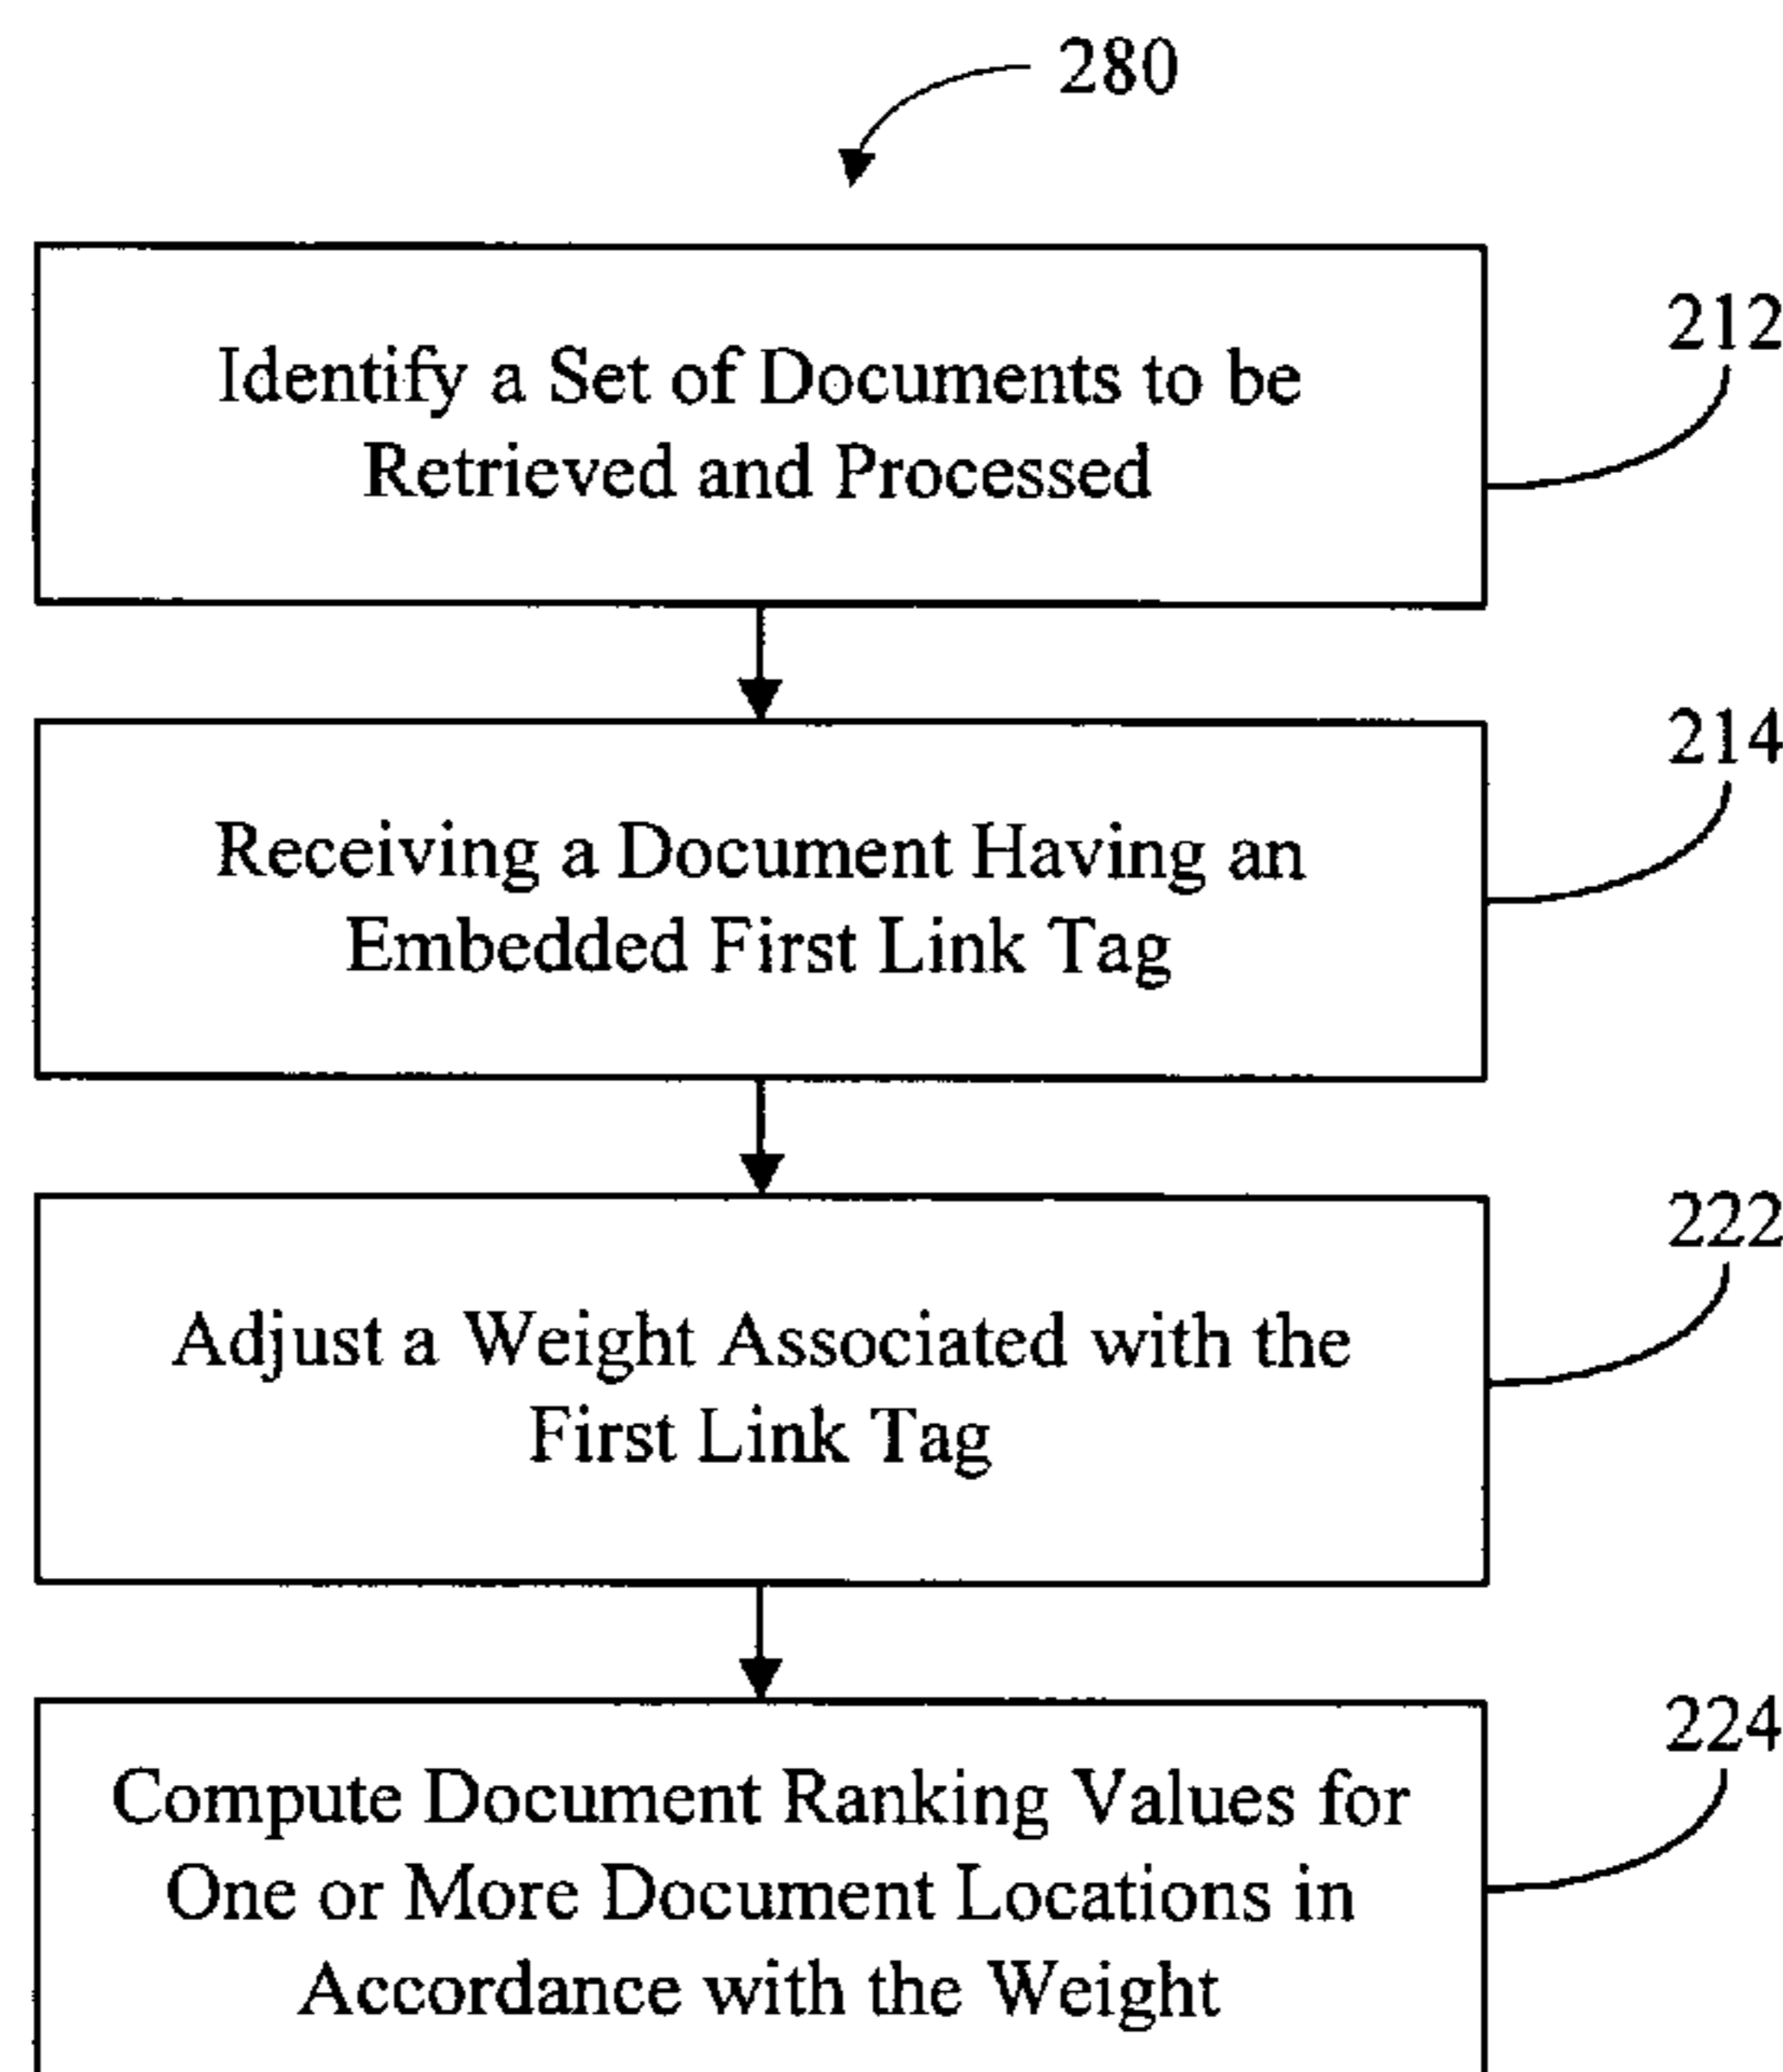 280
Identify a Set of Documents to be
Retrieved and Processed
212
Receiving a Document Having an
Embedded First Link Tag
214
Adjust a Weight Associated with the
First Link Tag
222
Compute Document Ranking Values for
One or More Document Locations in
Accordance with the Weight
224